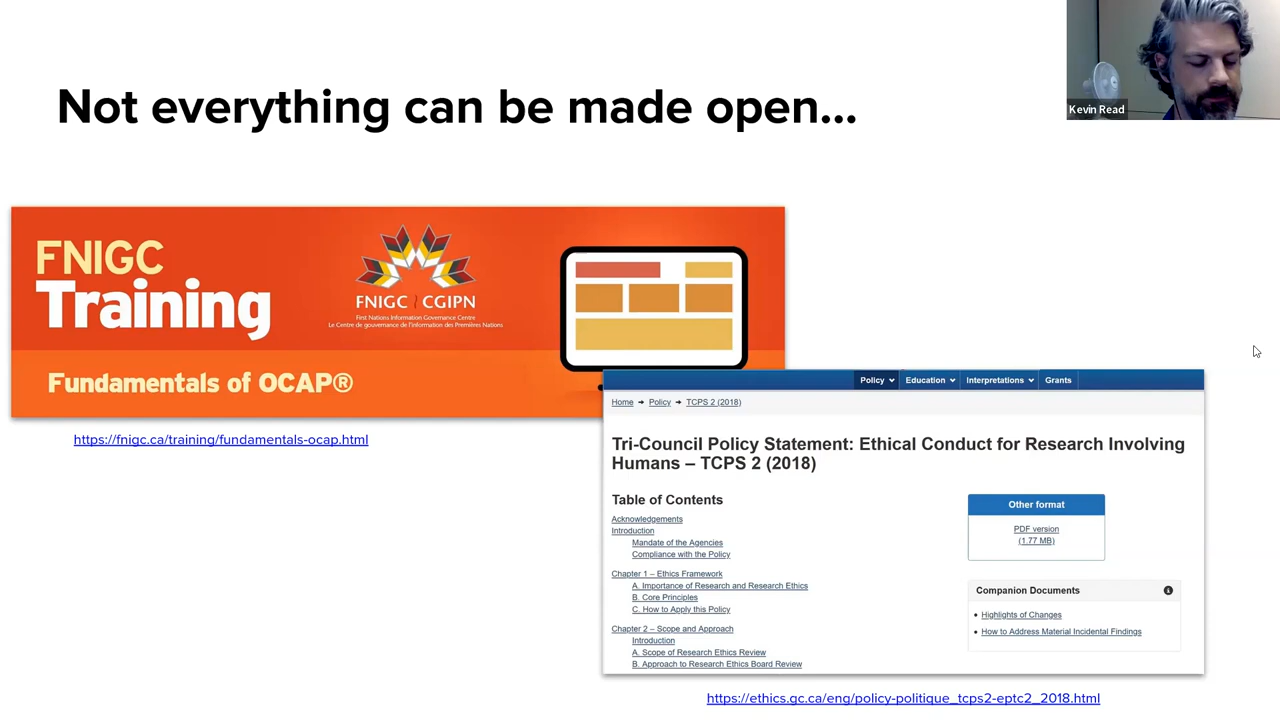 Not everything can be made open...
Kevin Read
FNIGC
Training
FNIGC CGIPN
First Nations Information Governance Centre
Le Centre de gouvernance de l'information des Premières Nations
Fundamentals of OCAP®
https://fnigc.ca/training/fundamentals-ocap.html
Policy Education Interpretations Grants
Home → Policy → TCPS 2 (2018)
Tri-Council Policy Statement: Ethical Conduct for Research Involving
Humans – TCPS 2 (2018)
Table of Contents
Acknowledgements
Introduction
Mandate of the Agencies
Compliance with the Policy
Chapter 1 – Ethics Framework
A. Importance of Research and Research Ethics
B. Core Principles
C. How to Apply this Policy
Chapter 2 – Scope and Approach
Introduction
A. Scope of Research Ethics Review
B. Approach to Research Ethics Board Review
Other format
PDF version
(1.77 MB)
Companion Documents
• Highlights of Changes
• How to Address Material Incidental Findings
https://ethics.gc.ca/eng/policy-politique_tcps2-eptc2_2018.html